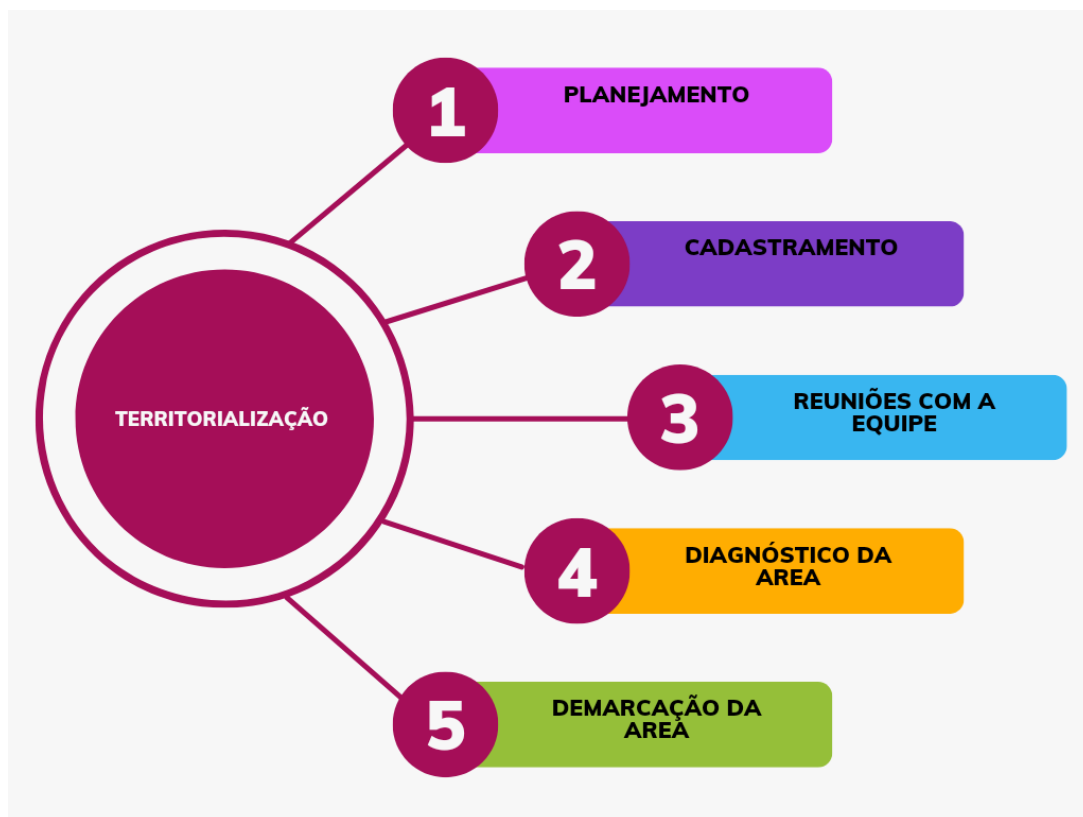 1
PLANEJAMENTO
2
CADASTRAMENTO
3
REUNIÕES COM A
EQUIPE
TERRITORIALIZAÇÃO
4
DIAGNÓSTICO DA
AREA
5
DEMARCAÇÃO DA
AREA